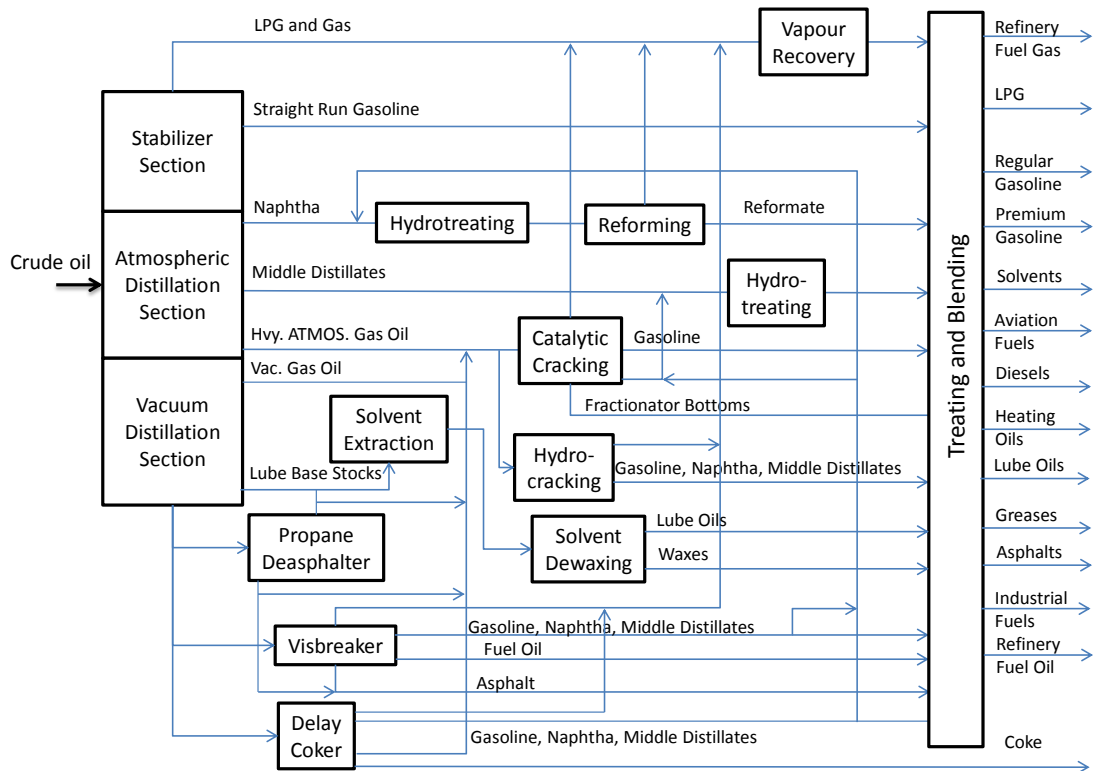 LPG and Gas
Vapour
Recovery
Refinery
Fuel Gas
LPG
Straight Run Gasoline
Stabilizer
Section
Regular
Gasoline
Naphtha
Hydrotreating
Reforming
Reformate
Premium
Gasoline
Crude oil
Atmospheric
Distillation
Section
Middle Distillates
Hydro-
treating
Solvents
Hvy. ATMOS. Gas Oil
Catalytic
Cracking
Gasoline
Aviation
Fuels
Vac. Gas Oil
Diesels
Vacuum
Distillation
Section
Solvent
Extraction
Fractionator Bottoms
Treating and Blending
Heating
Oils
Lube Base Stocks
Hydro-
cracking
Gasoline, Naphtha, Middle Distillates
Lube Oils
Propane
Deasphalter
Solvent
Dewaxing
Lube Oils
Waxes
Greases
Asphalts
Visbreaker
Gasoline, Naphtha, Middle Distillates
Fuel Oil
Industrial
Fuels
Refinery
Fuel Oil
Asphalt
Delay
Coker
Gasoline, Naphtha, Middle Distillates
Coke